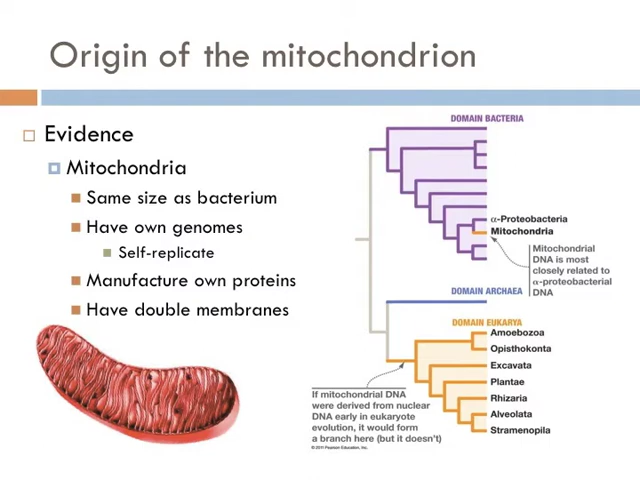 Origin of the mitochondrion
Evidence
Mitochondria
Same size as bacterium
Have own genomes
Self-replicate
Manufacture own proteins
Have double membranes
DOMAIN BACTERIA
α-Proteobacteria
Mitochondria
Mitochondrial
DNA is most
closely related to
α-proteobacterial
DNA
DOMAIN ARCHAEA
DOMAIN EUKARYA
Amoebozoa
Opisthokonta
Excavata
Plantae
Rhizaria
Alveolata
Stramenopila
If mitochondrial DNA
were derived from nuclear
DNA early in eukaryote
evolution, it would form
a branch here (but it doesn't)
© 2011 Pearson Education, Inc.